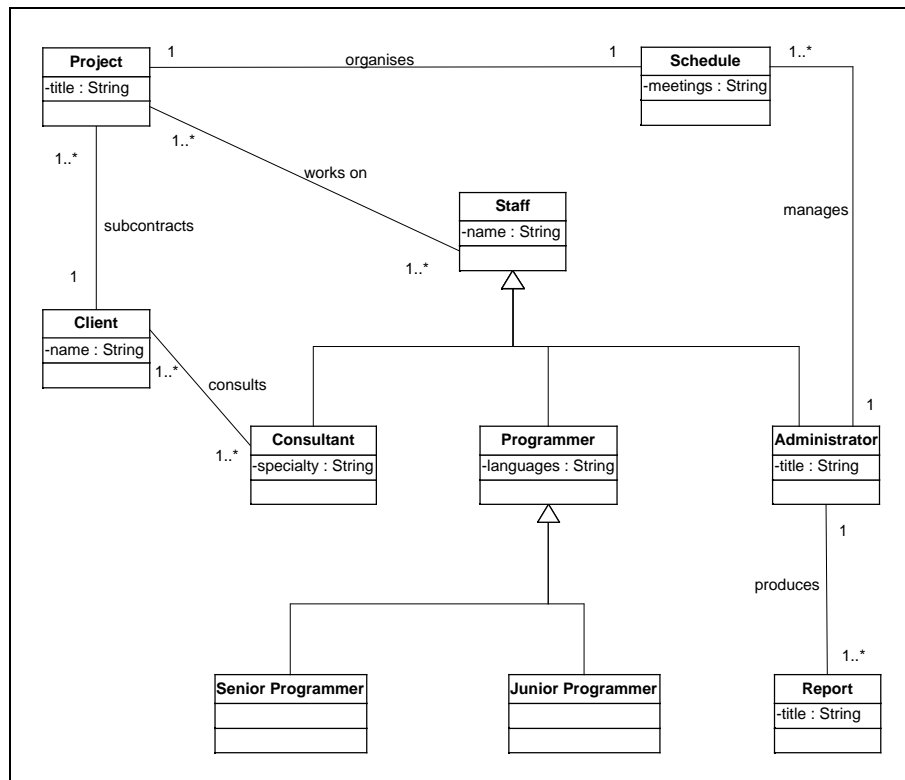 Project
-title : String
1
organises
1
Schedule
-meetings : String
1..*
1..*
1..*
works on
manages
subcontracts
Staff
-name : String
1..*
1
Client
-name : String
1..*
consults
1..*
1
Consultant
-specialty : String
Programmer
-languages : String
Administrator
-title : String
1
produces
1..*
Senior Programmer
Junior Programmer
Report
-title : String